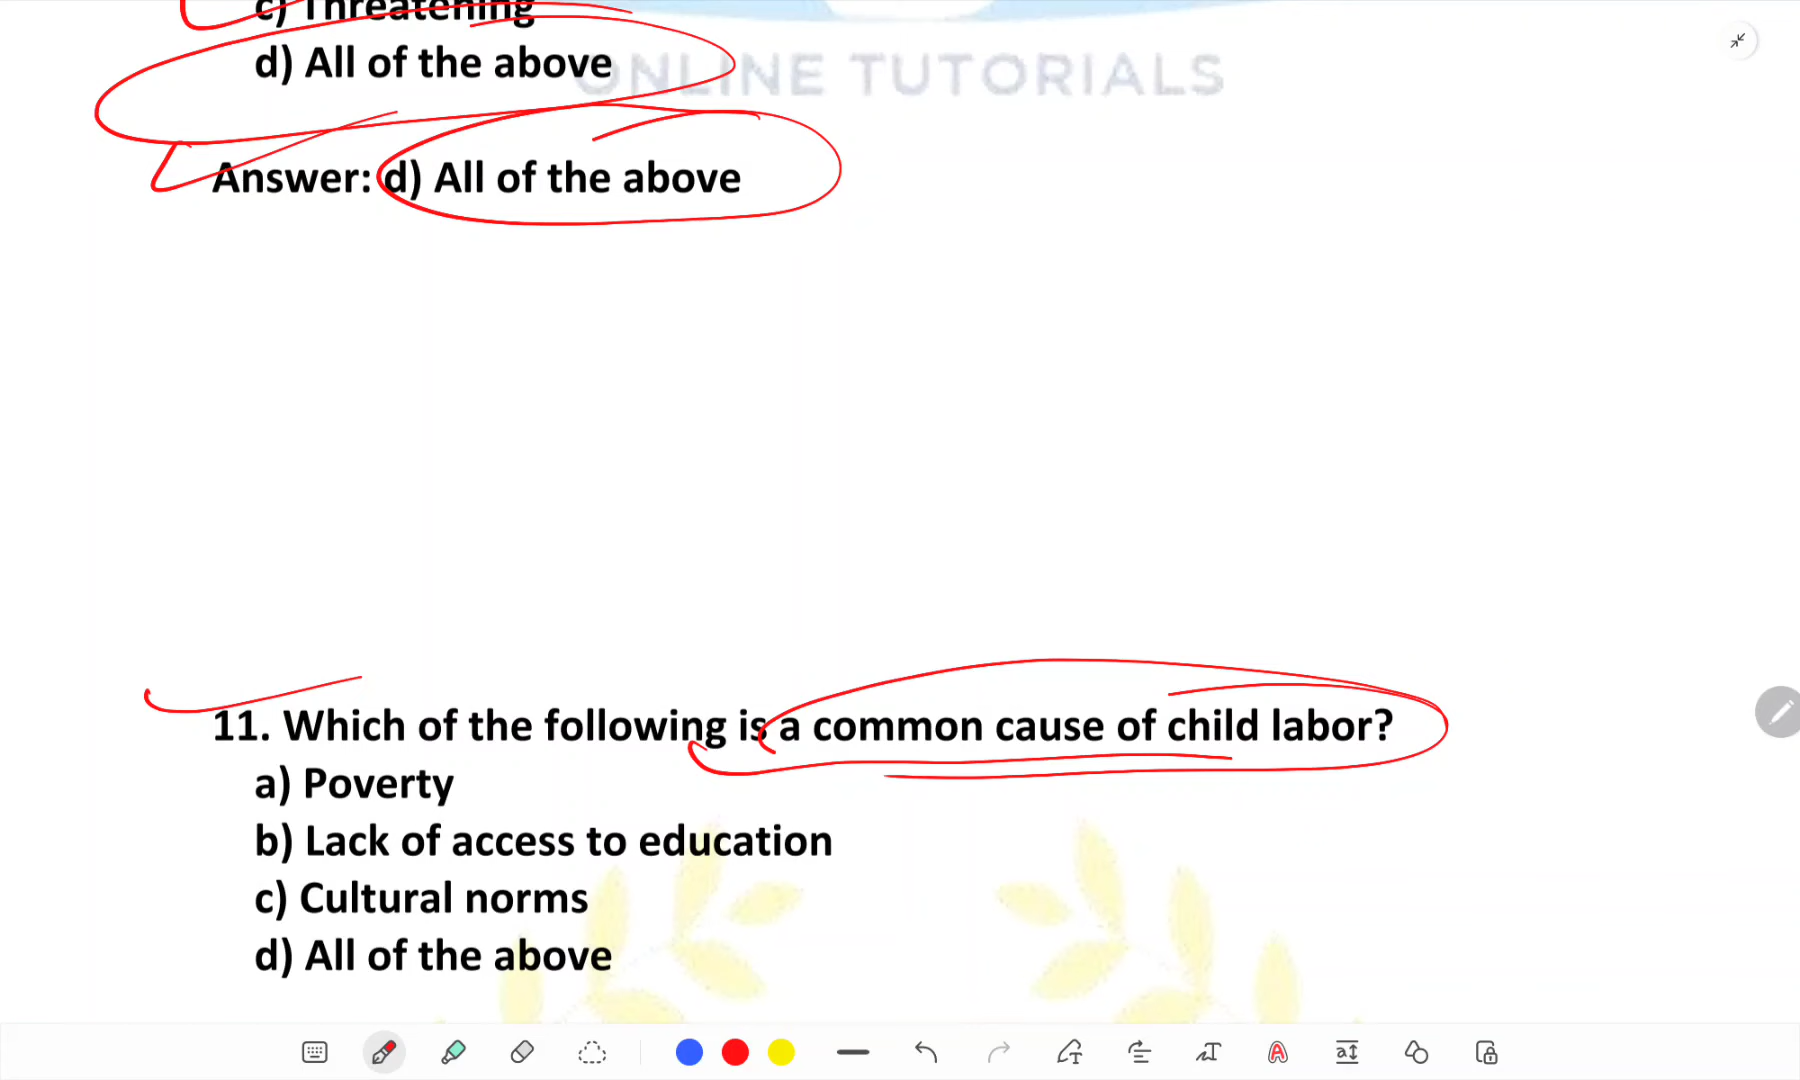 c) Threatening
d) All of the above
ONLINE TUTORIALS
Answer: d) All of the above
11. Which of the following is a common cause of child labor?
a) Poverty
b) Lack of access to education
c) Cultural norms
d) All of the above